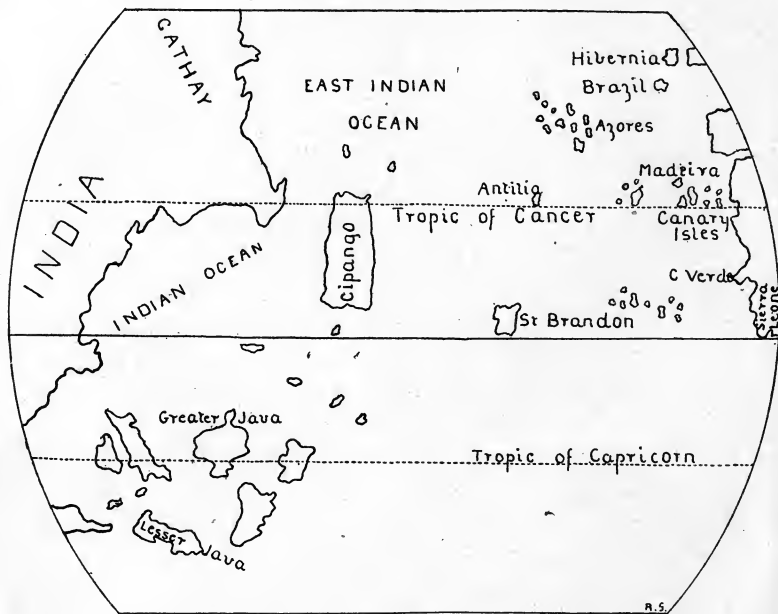 CATHAY
EAST INDIAN
OCEAN
Hibernia
Brazil
Azores
Madeira
Antilia
Tropic of Cancer
Canary
Isles
INDIA
INDIAN OCEAN
Cipango
C Verde
Sierra
Leone
St Brandon
Greater Java
Tropic of Capricorn
Lesser Java
A.S.